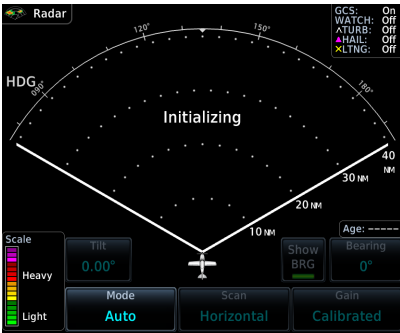 Radar
GCS: On
WATCH: Off
TURB: Off
HAIL: Off
LTNG: Off
120°
150°
HDG
090°
180°
Initializing
40 NM
30 NM
20 NM
10 NM
Age: -----
Scale
Heavy
Light
Tilt
0.00°
Show BRG
Bearing
0°
Mode
Auto
Scan
Horizontal
Gain
Calibrated